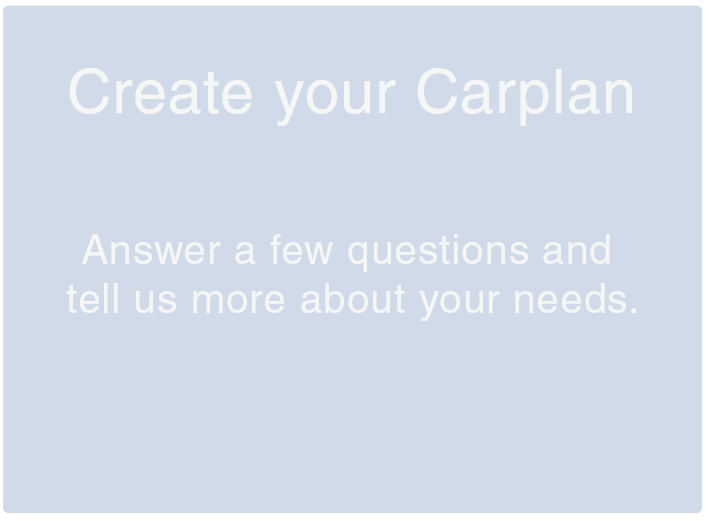 Create your Carplan
Answer a few questions and
tell us more about your needs.